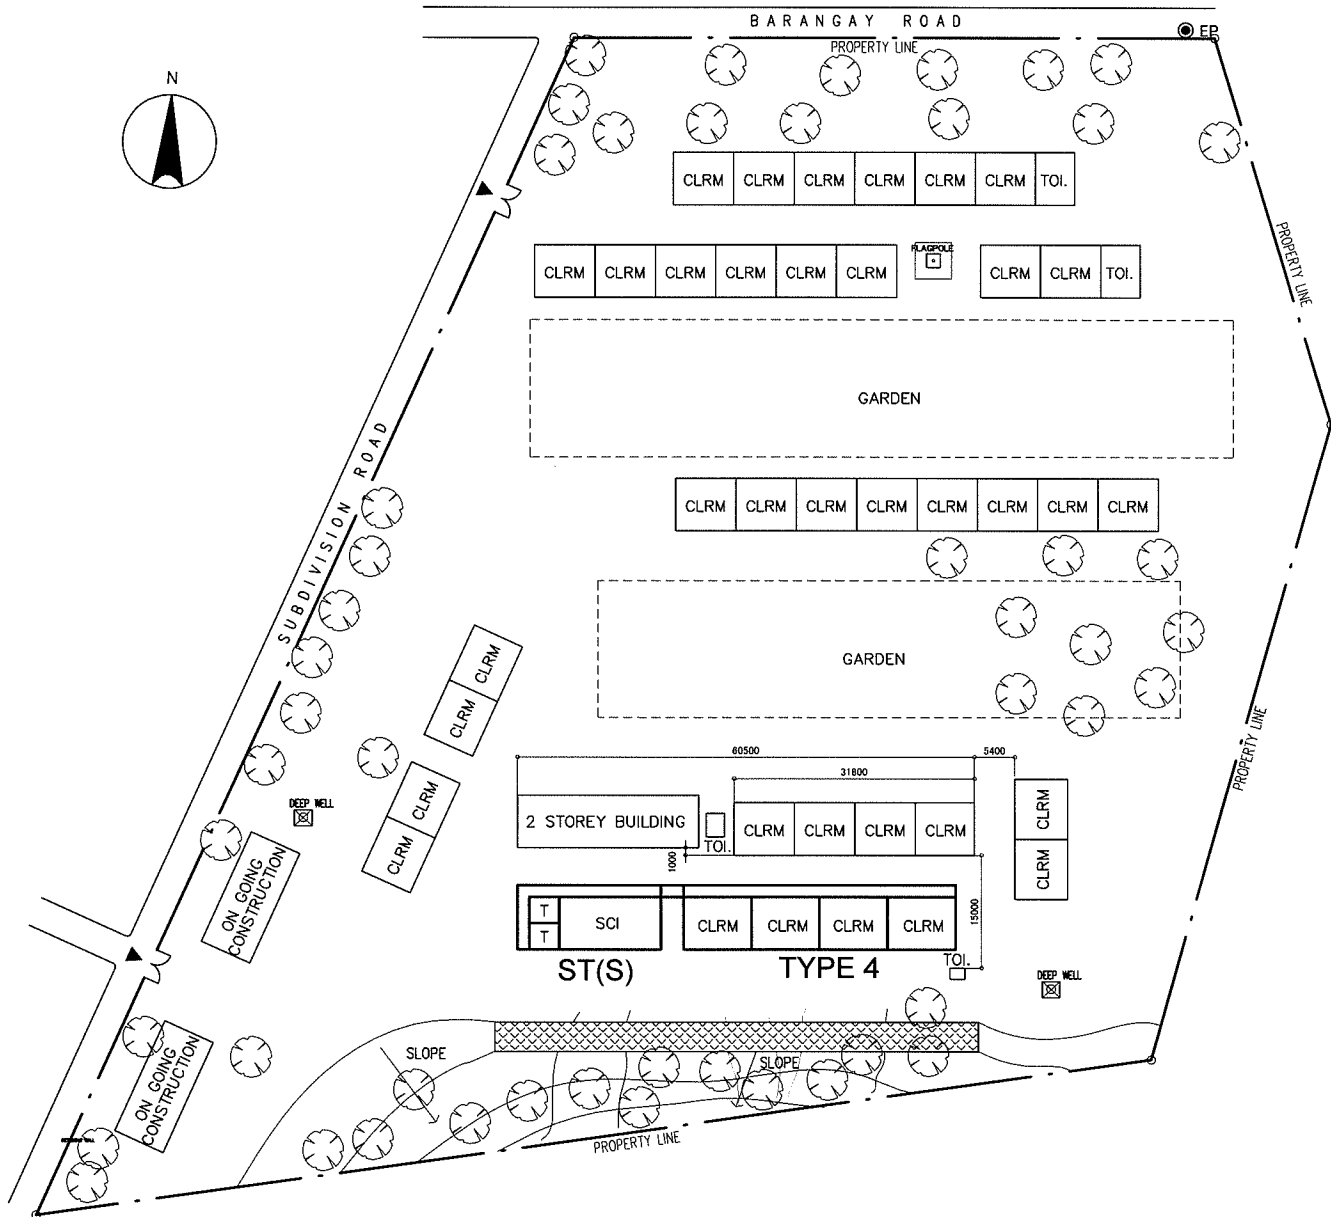 BARANGAY ROAD
EP
PROPERTY LINE
N
CLRM CLRM CLRM CLRM CLRM CLRM TOI.
PROPERTY LINE
FLAGPOLE
CLRM CLRM CLRM CLRM CLRM CLRM
CLRM CLRM TOI.
GARDEN
SUBDIVISION ROAD
CLRM CLRM CLRM CLRM CLRM CLRM CLRM CLRM
GARDEN
CLRM
CLRM
PROPERTY LINE
60500
5400
31800
CLRM
CLRM
DEEP WELL
2 STOREY BUILDING
TOI.
CLRM CLRM CLRM CLRM
CLRM
CLRM
1000
15000
ON GOING
CONSTRUCTION
T
T
SCI
CLRM CLRM CLRM CLRM
ST(S)
TYPE 4
TOI.
DEEP WELL
SLOPE
SLOPE
ON GOING
CONSTRUCTION
PROPERTY LINE